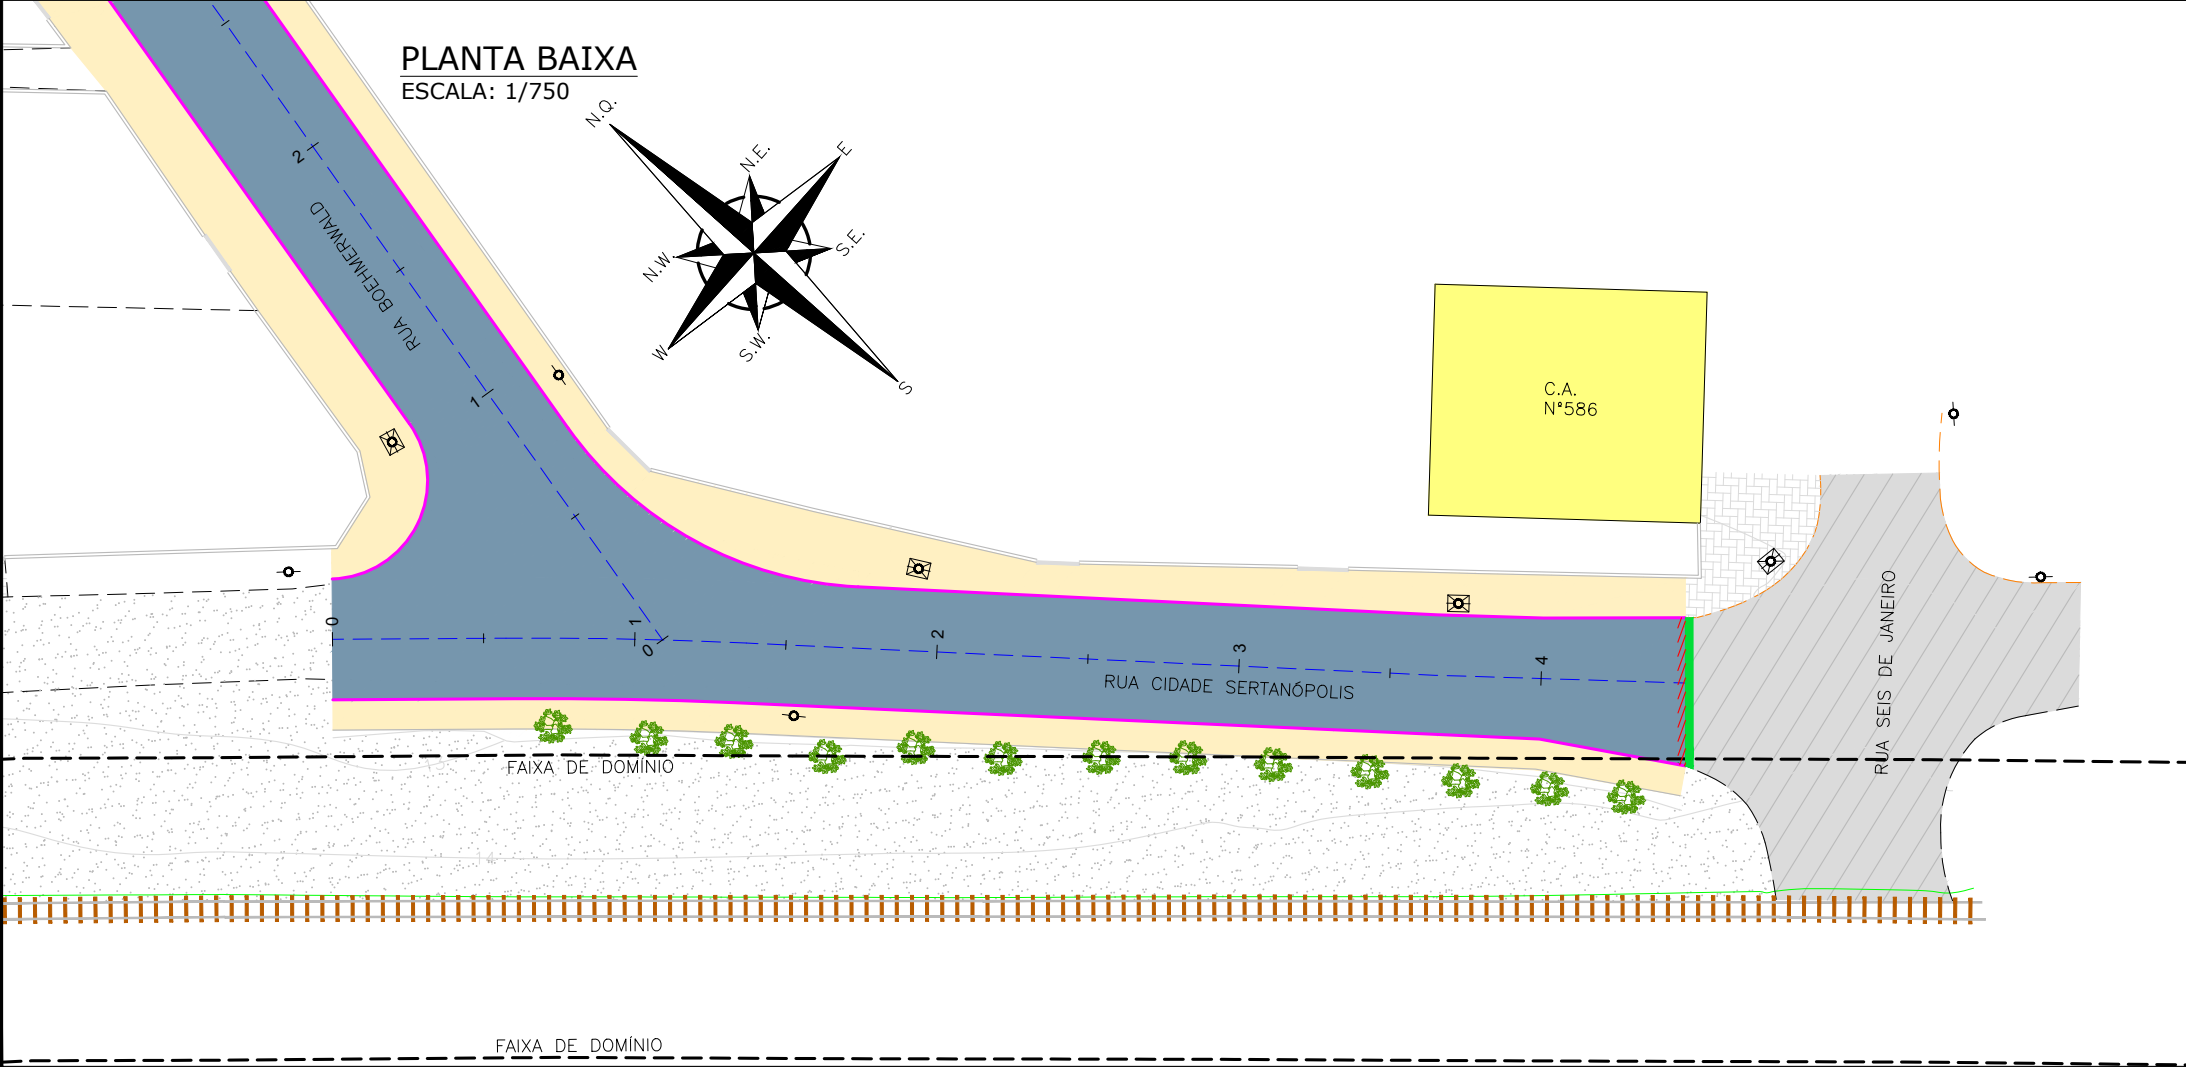 PLANTA BAIXA
ESCALA: 1/750
N.Q.
N.E.
E
S.E.
N.W.
W
S.W.
S
2
RUA BOEHMERWALD
1
C.A.
N°586
0
1
0
2
3
4
RUA CIDADE SERTANÓPOLIS
RUA SEIS DE JANEIRO
FAIXA DE DOMÍNIO
FAIXA DE DOMÍNIO